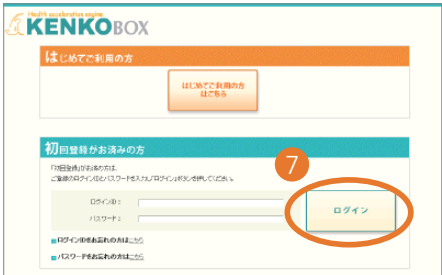 Health acceleration engine
KENKOBOX
はじめてご利用の方
はじめてご利用の方
はこちら
初回登録がお済みの方
「初回登録」がお済の方は、
ご登録のログインIDとパスワードを入力し「ログイン」ボタンを押してください。
7
ログインID：
ログイン
パスワード：
ログインIDをお忘れの方はこちら
パスワードをお忘れの方はこちら